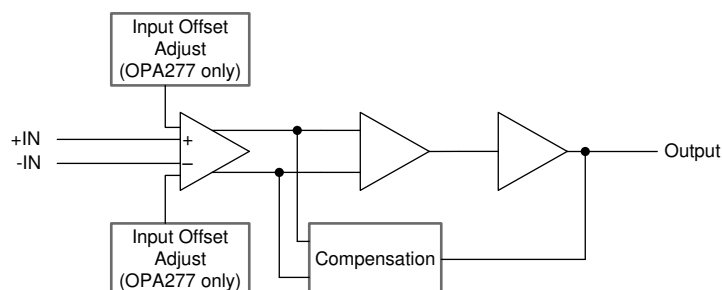 Input Offset
Adjust
(OPA277 only)
+IN
-IN
+
−
Output
Input Offset
Adjust
(OPA277 only)
Compensation